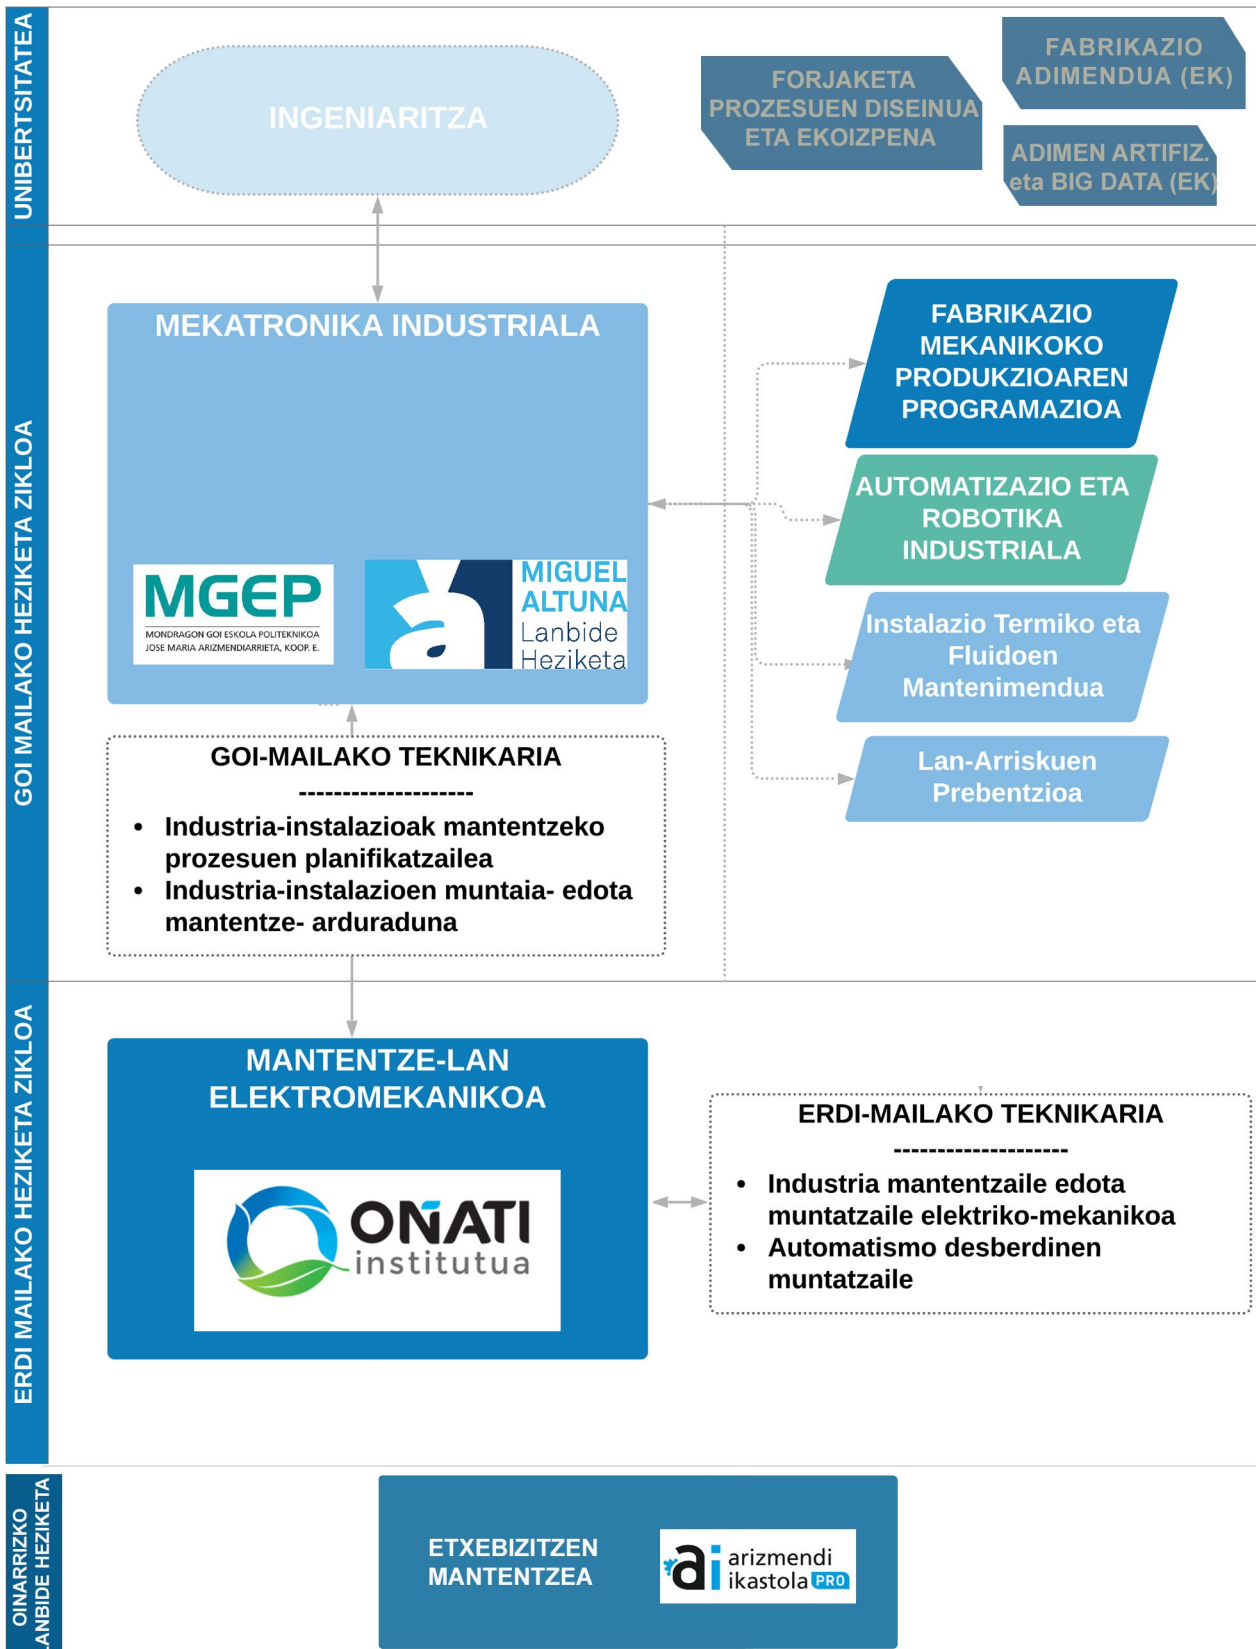 UNIBERTSITATEA
INGENIARITZA
FORJAKETA
PROZESUEN DISEINUA
ETA EKOIZPENA
FABRIKAZIO
ADIMENDUA (EK)
ADIMEN ARTIFIZ.
eta BIG DATA (EK)
GOI MAILAKO HEZIKETA ZIKLOA
MEKATRONIKA INDUSTRIALA
MGEP
MONDRAGON GOI ESKOLA POLITEKNIKOA
JOSE MARIA ARIZMENDIARRIETA, KOOP. E.
MIGUEL
ALTUNA
Lanbide
Heziketa
FABRIKAZIO
MEKANIKOKO
PRODUKZIOAREN
PROGRAMAZIOA
AUTOMATIZAZIO ETA
ROBOTIKA
INDUSTRIALA
Instalazio Termiko eta
Fluidoen
Mantenimendua
Lan-Arriskuen
Prebentzioa
GOI-MAILAKO TEKNIKARIA
--------------------
• Industria-instalazioak mantentzeko
prozesuen planifikatzailea
• Industria-instalazioen muntaia- edota
mantentze- arduraduna
ERDI MAILAKO HEZIKETA ZIKLOA
MANTENTZE-LAN
ELEKTROMEKANIKOA
OÑATI
institutua
ERDI-MAILAKO TEKNIKARIA
--------------------
• Industria mantentzaile edota
muntatzaile elektriko-mekanikoa
• Automatismo desberdinen
muntatzaile
OINARRIZKO
LANBIDE HEZIKETA
ETXEBIZITZEN
MANTENTZEA
ai arizmendi
ikastola PRO